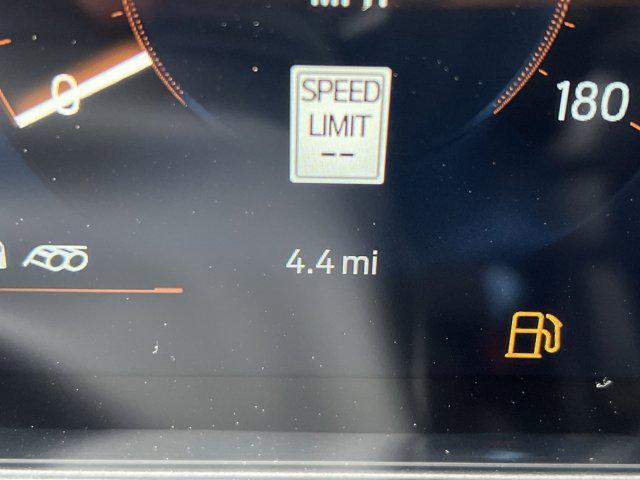 0
SPEED
LIMIT
--
180
4.4 mi